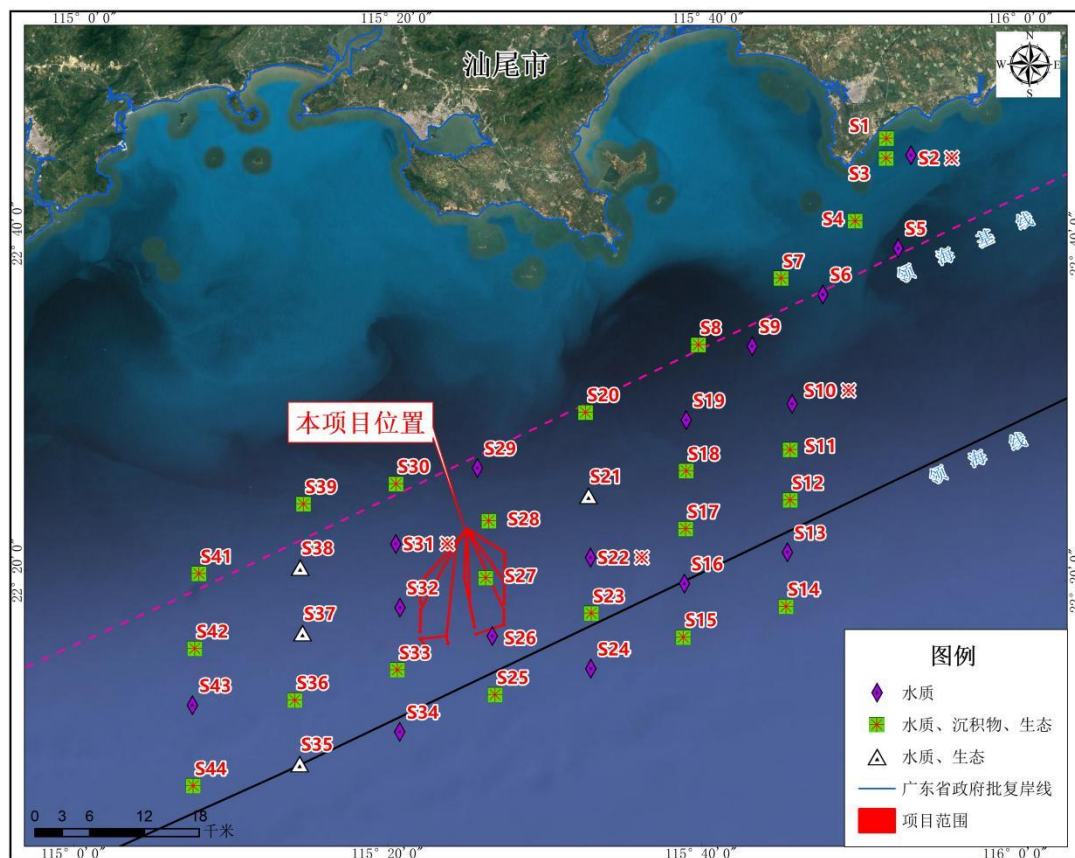 115° 0′0″
115° 20′0″
115° 40′0″
116° 0′0″
汕尾市
N
W
E
S
S1
S2 ※
S3
S4
S5
22° 40′0″
22° 40′0″
领海基线
S7
S6
S8
S9
S20
S19
S10 ※
本项目位置
S29
S30
S18
S11
领海线
S39
S21
S12
S28
S17
S31 ※
S13
S41
S38
S22 ※
S16
22° 20′0″
22° 20′0″
S27
S32
S23
S14
S37
S42
S26
S15
S33
S24
S36
S25
S43
S34
S35
S44
图例
水质
水质、沉积物、生态
水质、生态
广东省政府批复岸线
项目范围
0 3 6 12 18
千米
115° 0′0″
115° 20′0″
115° 40′0″
116° 0′0″